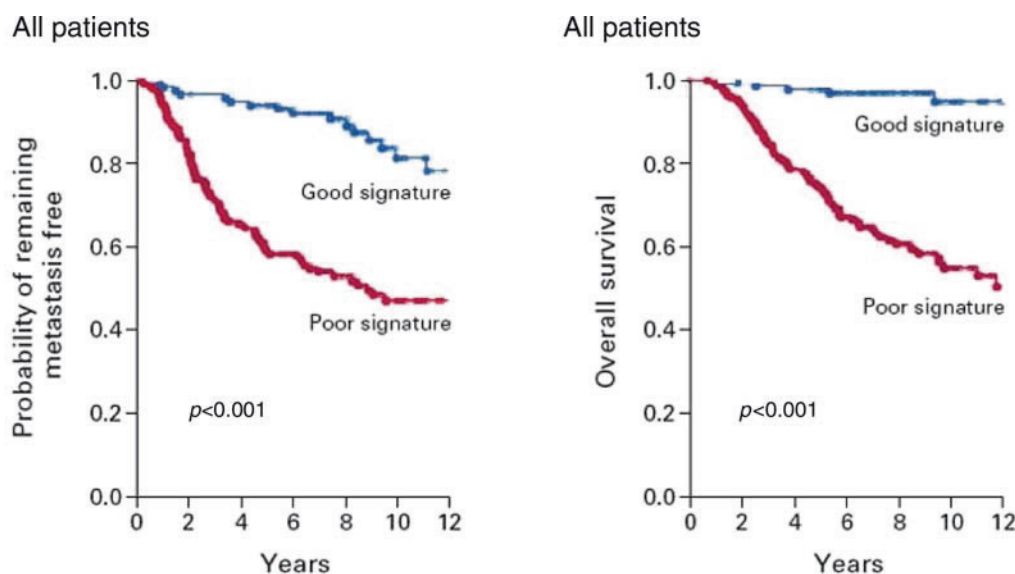 All patients
1.0
0.8
0.6
0.4
0.2
0.0
Probability of remaining
metastasis free
Good signature
Poor signature
p<0.001
0 2 4 6 8 10 12
Years
All patients
1.0
0.8
0.6
0.4
0.2
0.0
Overall survival
Good signature
Poor signature
p<0.001
0 2 4 6 8 10 12
Years